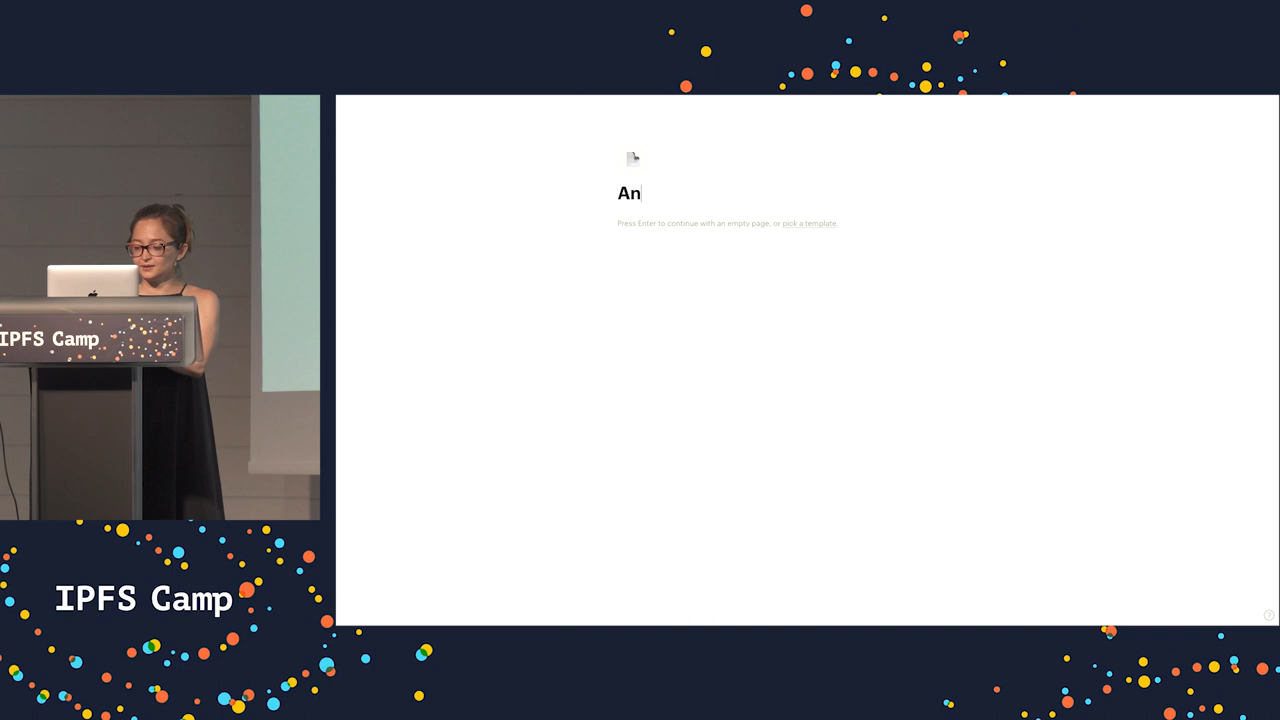 An
Press Enter to continue with an empty page, or pick a template.
IPFS Camp
IPFS Camp